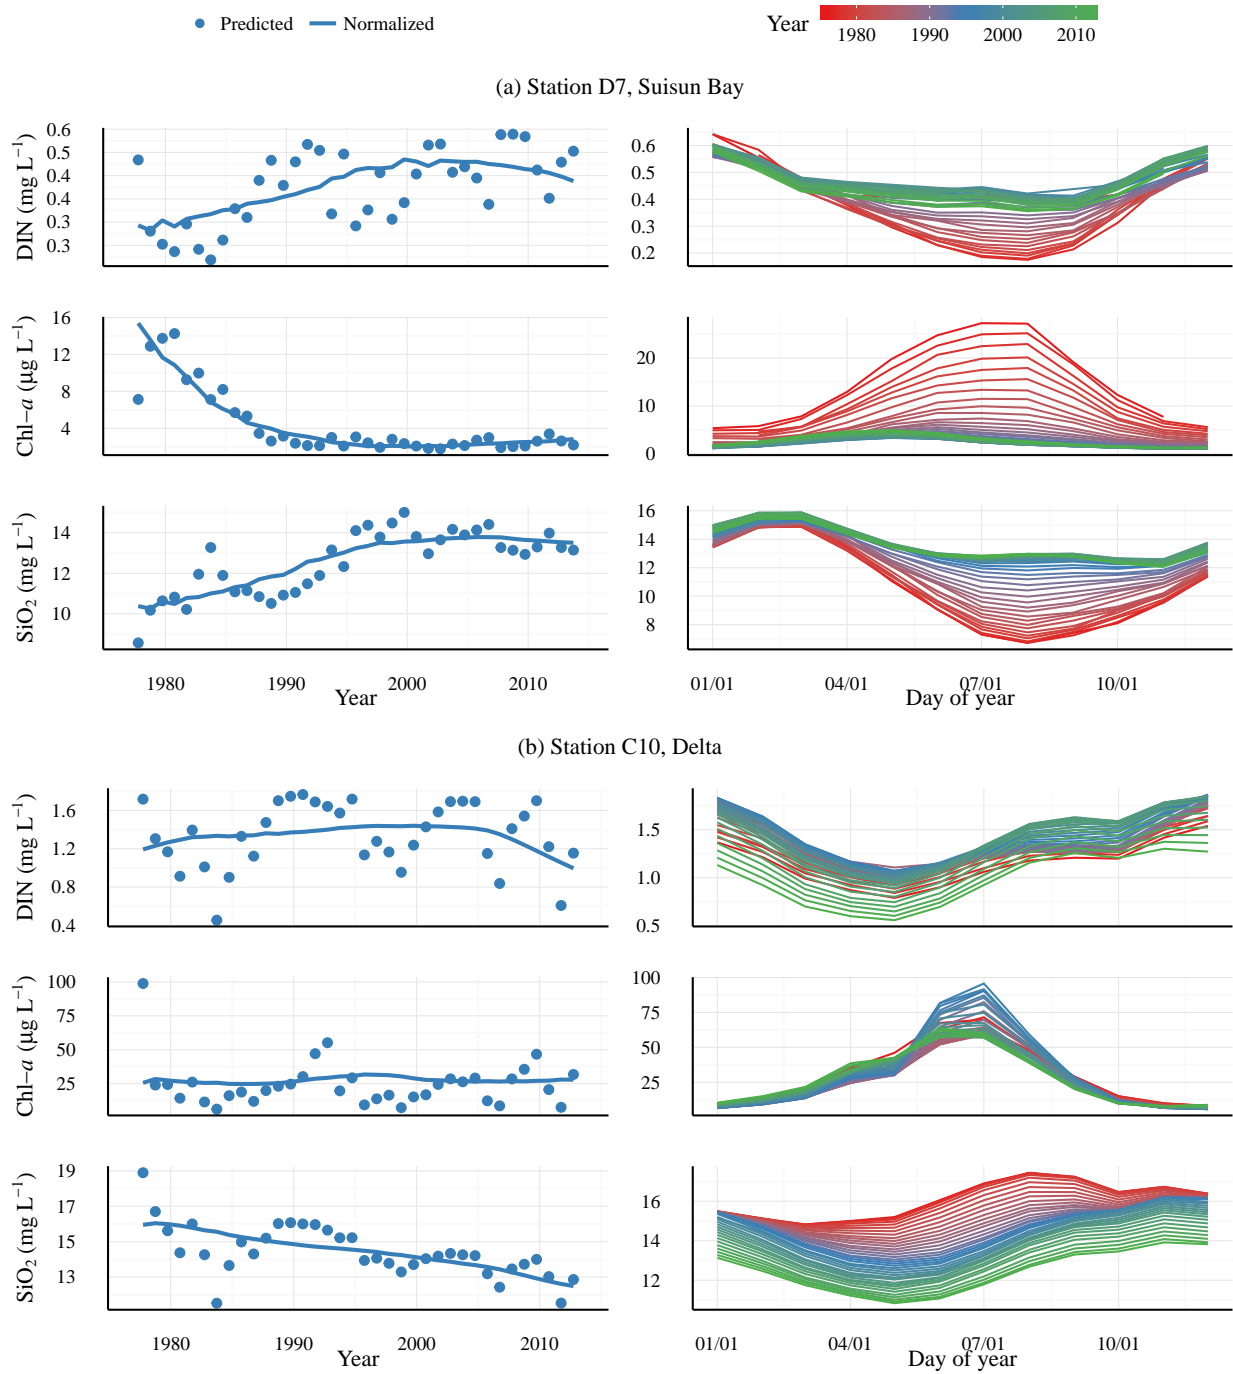 Predicted Normalized
Year 1980 1990 2000 2010
(a) Station D7, Suisun Bay
DIN (mg L−1)
0.6
0.5
0.4
0.4
0.3
0.3
0.6
0.5
0.4
0.3
0.2
Chl−a (µg L−1)
16
12
8
4
20
10
0
SiO2 (mg L−1)
14
12
10
16
14
12
10
8
1980 1990 2000 2010
Year
01/01 04/01 07/01 10/01
Day of year
(b) Station C10, Delta
DIN (mg L−1)
1.6
1.2
0.8
0.4
1.5
1.0
0.5
Chl−a (µg L−1)
100
75
50
25
100
75
50
25
SiO2 (mg L−1)
19
17
16
15
13
16
14
12
1980 1990 2000 2010
Year
01/01 04/01 07/01 10/01
Day of year